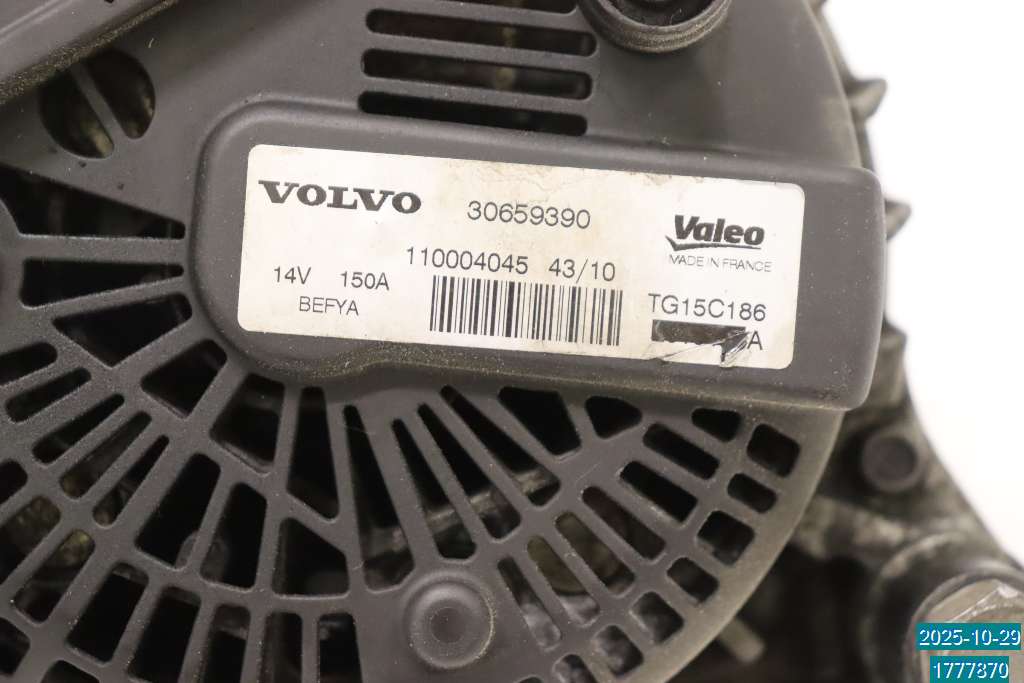 VOLVO 30659390 Valeo
MADE IN FRANCE
110004045 43/10
14V 150A
BEFYA
TG15C186
A
2025-10-29
1777870